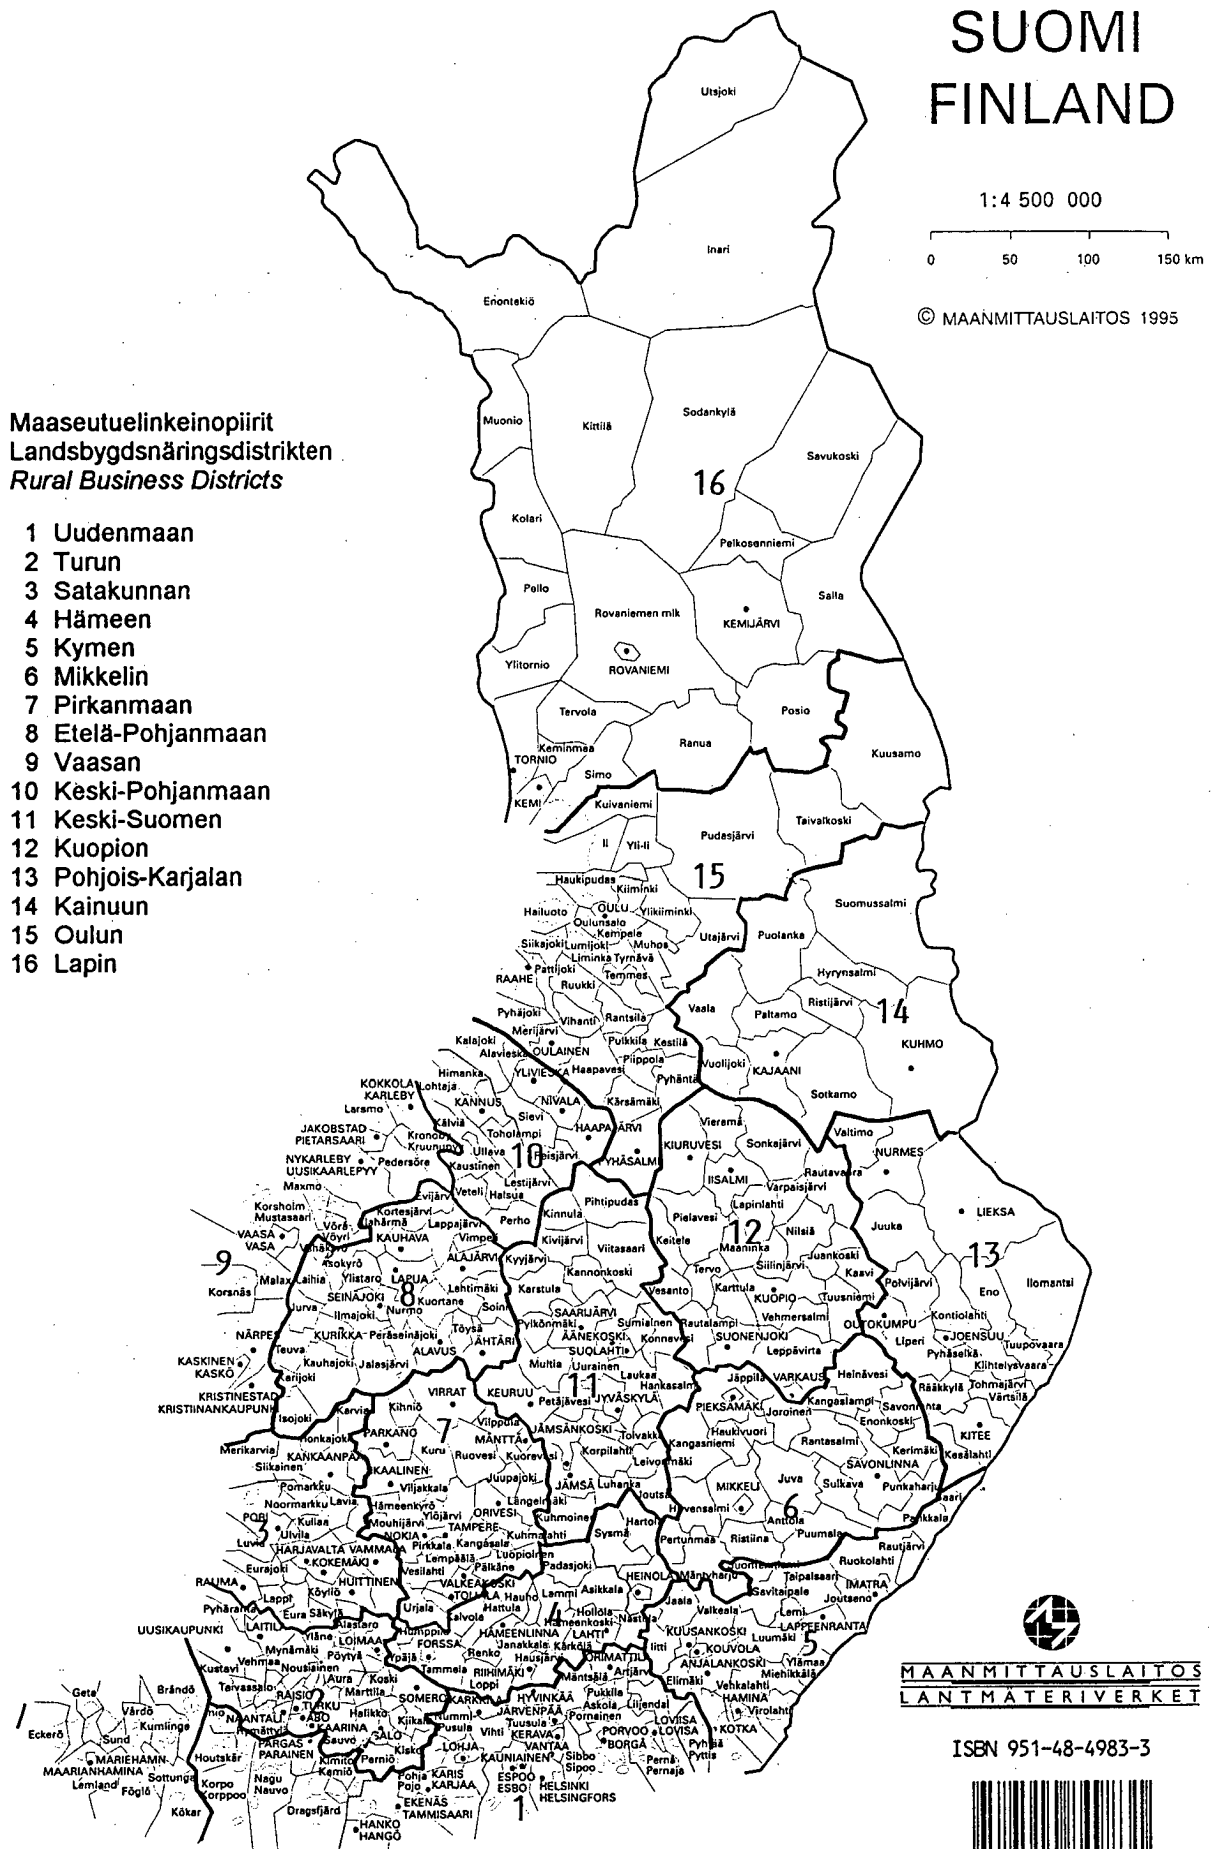 SUOMI
FINLAND
1:4 500 000
0 50 100 150 km
© MAANMITTAUSLAITOS 1995
Maaseutuelinkeinopiirit
Landsbygdsnäringsdistrikten
Rural Business Districts
1 Uudenmaan
2 Turun
3 Satakunnan
4 Hämeen
5 Kymen
6 Mikkelin
7 Pirkanmaan
8 Etelä-Pohjanmaan
9 Vaasan
10 Keski-Pohjanmaan
11 Keski-Suomen
12 Kuopion
13 Pohjois-Karjalan
14 Kainuun
15 Oulun
16 Lapin
Utsjoki
Inari
Enontekiö
Muonio
Kittilä
Sodankylä
Savukoski
16
Kolari
Pelkosenniemi
Pello
Rovaniemen mlk
KEMIJÄRVI
Salla
Ylitornio
ROVANIEMI
Tervola
Posio
Keminmaa
Ranua
Kuusamo
TORNIO
Simo
KEMI
Kuivaniemi
Pudasjärvi
Taivalkoski
Ii
Yli-Ii
15
Haukipudas
Kiiminki
Suomussalmi
Hailuoto
OULU
Ylikiiminki
Oulunsalo
Kempele
Utajärvi
Puolanka
Siikajoki
Lumijoki
Muhos
Liminka
Tyrnävä
Hyrynsalmi
RAAHE
Pattijoki
Temmes
Ruukki
Vaala
Ristijärvi
14
Paltamo
Pyhäjoki
Vihanti
Rantsila
Merijärvi
Kalajoki
Pulkkila
Kestilä
KUHMO
Alavieska
OULAINEN
Piippola
Vuolijoki
KAJAANI
Himanka
YLIVIESKA
Haapavesi
Pyhäntä
KOKKOLA
KARLEBY
Lohtaja
Sotkamo
Larsmo
KANNUS
NIVALA
Kärsämäki
Kälviä
Sievi
Vieremä
Valtimo
JAKOBSTAD
PIETARSAARI
Kronoby
Kruunupyy
Toholampi
HAAPAJÄRVI
KIURUVESI
Sonkajärvi
NURMES
NYKARLEBY
UUSIKAARLEPYY
Pedersöre
Ullava
10
Reisjärvi
PYHÄSALMI
Kaustinen
IISALMI
Rautavaara
Maxmo
Lestijärvi
Varpaisjärvi
Evijärvi
Veteli
Halsua
Pihtipudas
Lapinlahti
LIEKSA
Korsholm
Mustasaari
Kortesjärvi
Perho
Kinnula
Pielavesi
12
Nilsiä
Juuka
Vörå
Vöyri
Lappajärvi
VAASA
VASA
KAUHAVA
Vimpeli
Kivijärvi
Viitasaari
Keitele
Maaninka
Juankoski
13
9
ALAJÄRVI
Kyyjärvi
Siilinjärvi
Kaavi
Malax
Laihia
Ylistaro
LAPUA
Kannonkoski
Tervo
Polvijärvi
Ilomantsi
Korsnäs
SEINÄJOKI
8
Lehtimäki
Karstula
Vesanto
Karttula
Eno
Jurva
Ilmajoki
Nurmo
Kuortane
Soini
SAARIJÄRVI
KUOPIO
Tuusniemi
Kontiolahti
NÄRPES
KURIKKA
Peräseinäjoki
Töysä
Pylkönmäki
Sumiainen
Rautalampi
Vehmersalmi
OUTOKUMPU
Teuva
ÄHTÄRI
ÄÄNEKOSKI
Konnevesi
SUONENJOKI
Liperi
JOENSUU
ALAVUS
SUOLAHTI
Leppävirta
Pyhäselkä
Tuupovaara
KASKINEN
KASKÖ
Kauhajoki
Jalasjärvi
Multia
Uurainen
Kiihtelysvaara
Karijoki
Laukaa
Jäppilä
VARKAUS
Heinävesi
KRISTINESTAD
KRISTIINANKAUPUNKI
VIRRAT
KEURUU
11
Hankasalmi
Rääkkylä
Tohmajärvi
Kihniö
Petäjävesi
JYVÄSKYLÄ
PIEKSÄMÄKI
Kangaslampi
Savonranta
Värtsilä
Isojoki
Karvia
7
Joroinen
Enonkoski
Vilppula
JÄMSÄNKOSKI
Toivakka
Haukivuori
KITEE
Merikarvia
Honkajoki
PARKANO
MÄNTTÄ
Kangasniemi
Rantasalmi
Kerimäki
KANKAANPÄÄ
Kuru
Korpilahti
Kesälahti
Siikainen
Ruovesi
Kuorevesi
Leivonmäki
SAVONLINNA
IKAALINEN
Juupajoki
JÄMSÄ
MIKKELI
Juva
Pomarkku
Viljakkala
Luhanka
Joutsa
Sulkava
Punkaharju
Noormarkku
Lavia
Hämeenkyrö
Längelmäki
Hirvensalmi
6
Saari
PORI
Ylöjärvi
ORIVESI
Kuhmoinen
Hartola
Anttola
Parikkala
Kullaa
Mouhijärvi
TAMPERE
Sysmä
Puumala
Ulvila
NOKIA
Kuhmalahti
Pertunmaa
Ristiina
Luvia
HARJAVALTA
VAMMALA
Pirkkala
Kangasala
Rautjärvi
KOKEMÄKI
Lempäälä
Luopioinen
Padasjoki
Ruokolahti
Eurajoki
Vesilahti
Pälkäne
HEINOLA
Mäntyharju
Taipalsaari
RAUMA
HUITTINEN
VALKEAKOSKI
Asikkala
Savitaipale
IMATRA
Köyliö
Lammi
Jaala
Joutseno
Lappi
TOIJALA
Hauho
Valkeala
Pyhäranta
Eura
Säkylä
Urjala
Hattula
4
Hollola
Lemi
Kalvola
Hämeenkoski
Nastola
LAPPEENRANTA
UUSIKAUPUNKI
LAITILA
Alastaro
Humppila
HÄMEENLINNA
LAHTI
KUUSANKOSKI
Luumäki
5
Yläne
LOIMAA
FORSSA
Janakkala
Kärkölä
Iitti
KOUVOLA
Mynämäki
Ypäjä
Renko
Hausjärvi
ORIMATTILA
Ylämaa
Vehmaa
Pöytyä
ANJALANKOSKI
Miehikkälä
Kustavi
Nousiainen
Tammela
RIIHIMÄKI
Mäntsälä
Artjärvi
Elimäki
Geta
Brändö
Taivassalo
Aura
Koski
Loppi
Vehkalahti
RAISIO
Marttila
SOMERO
KARKKILA
HYVINKÄÄ
Pukkila
HAMINA
Vårdö
TURKU
ÅBO
Halikko
Nummi-
Pusula
JÄRVENPÄÄ
Askola
Liljendal
Virolahti
1
Kumlinge
NAANTALI
Kiikala
Tuusula
Pornainen
LOVIISA
LOVISA
Eckerö
Rymättylä
KAARINA
SALO
Vihti
KERAVA
KOTKA
Sund
PARGAS
PARAINEN
Sauvo
Kisko
LOHJA
VANTAA
PORVOO
BORGÅ
Pyhtää
Pyttis
MARIEHAMN
MAARIANHAMINA
Houtskär
Perniö
KAUNIAINEN
Sibbo
Sipoo
Pernå
Pernaja
Lemland
Sottunga
Kimito
Kemiö
Pohja
Pojo
KARIS
KARJAA
ESPOO
ESBO
HELSINKI
HELSINGFORS
Föglö
Korpo
Korppoo
Nagu
Nauvo
EKENÄS
TAMMISAARI
1
Kökar
Dragsfjärd
HANKO
HANGÖ
MAANMITTAUSLAITOS
LANTMÄTERIVERKET
ISBN 951-48-4983-3